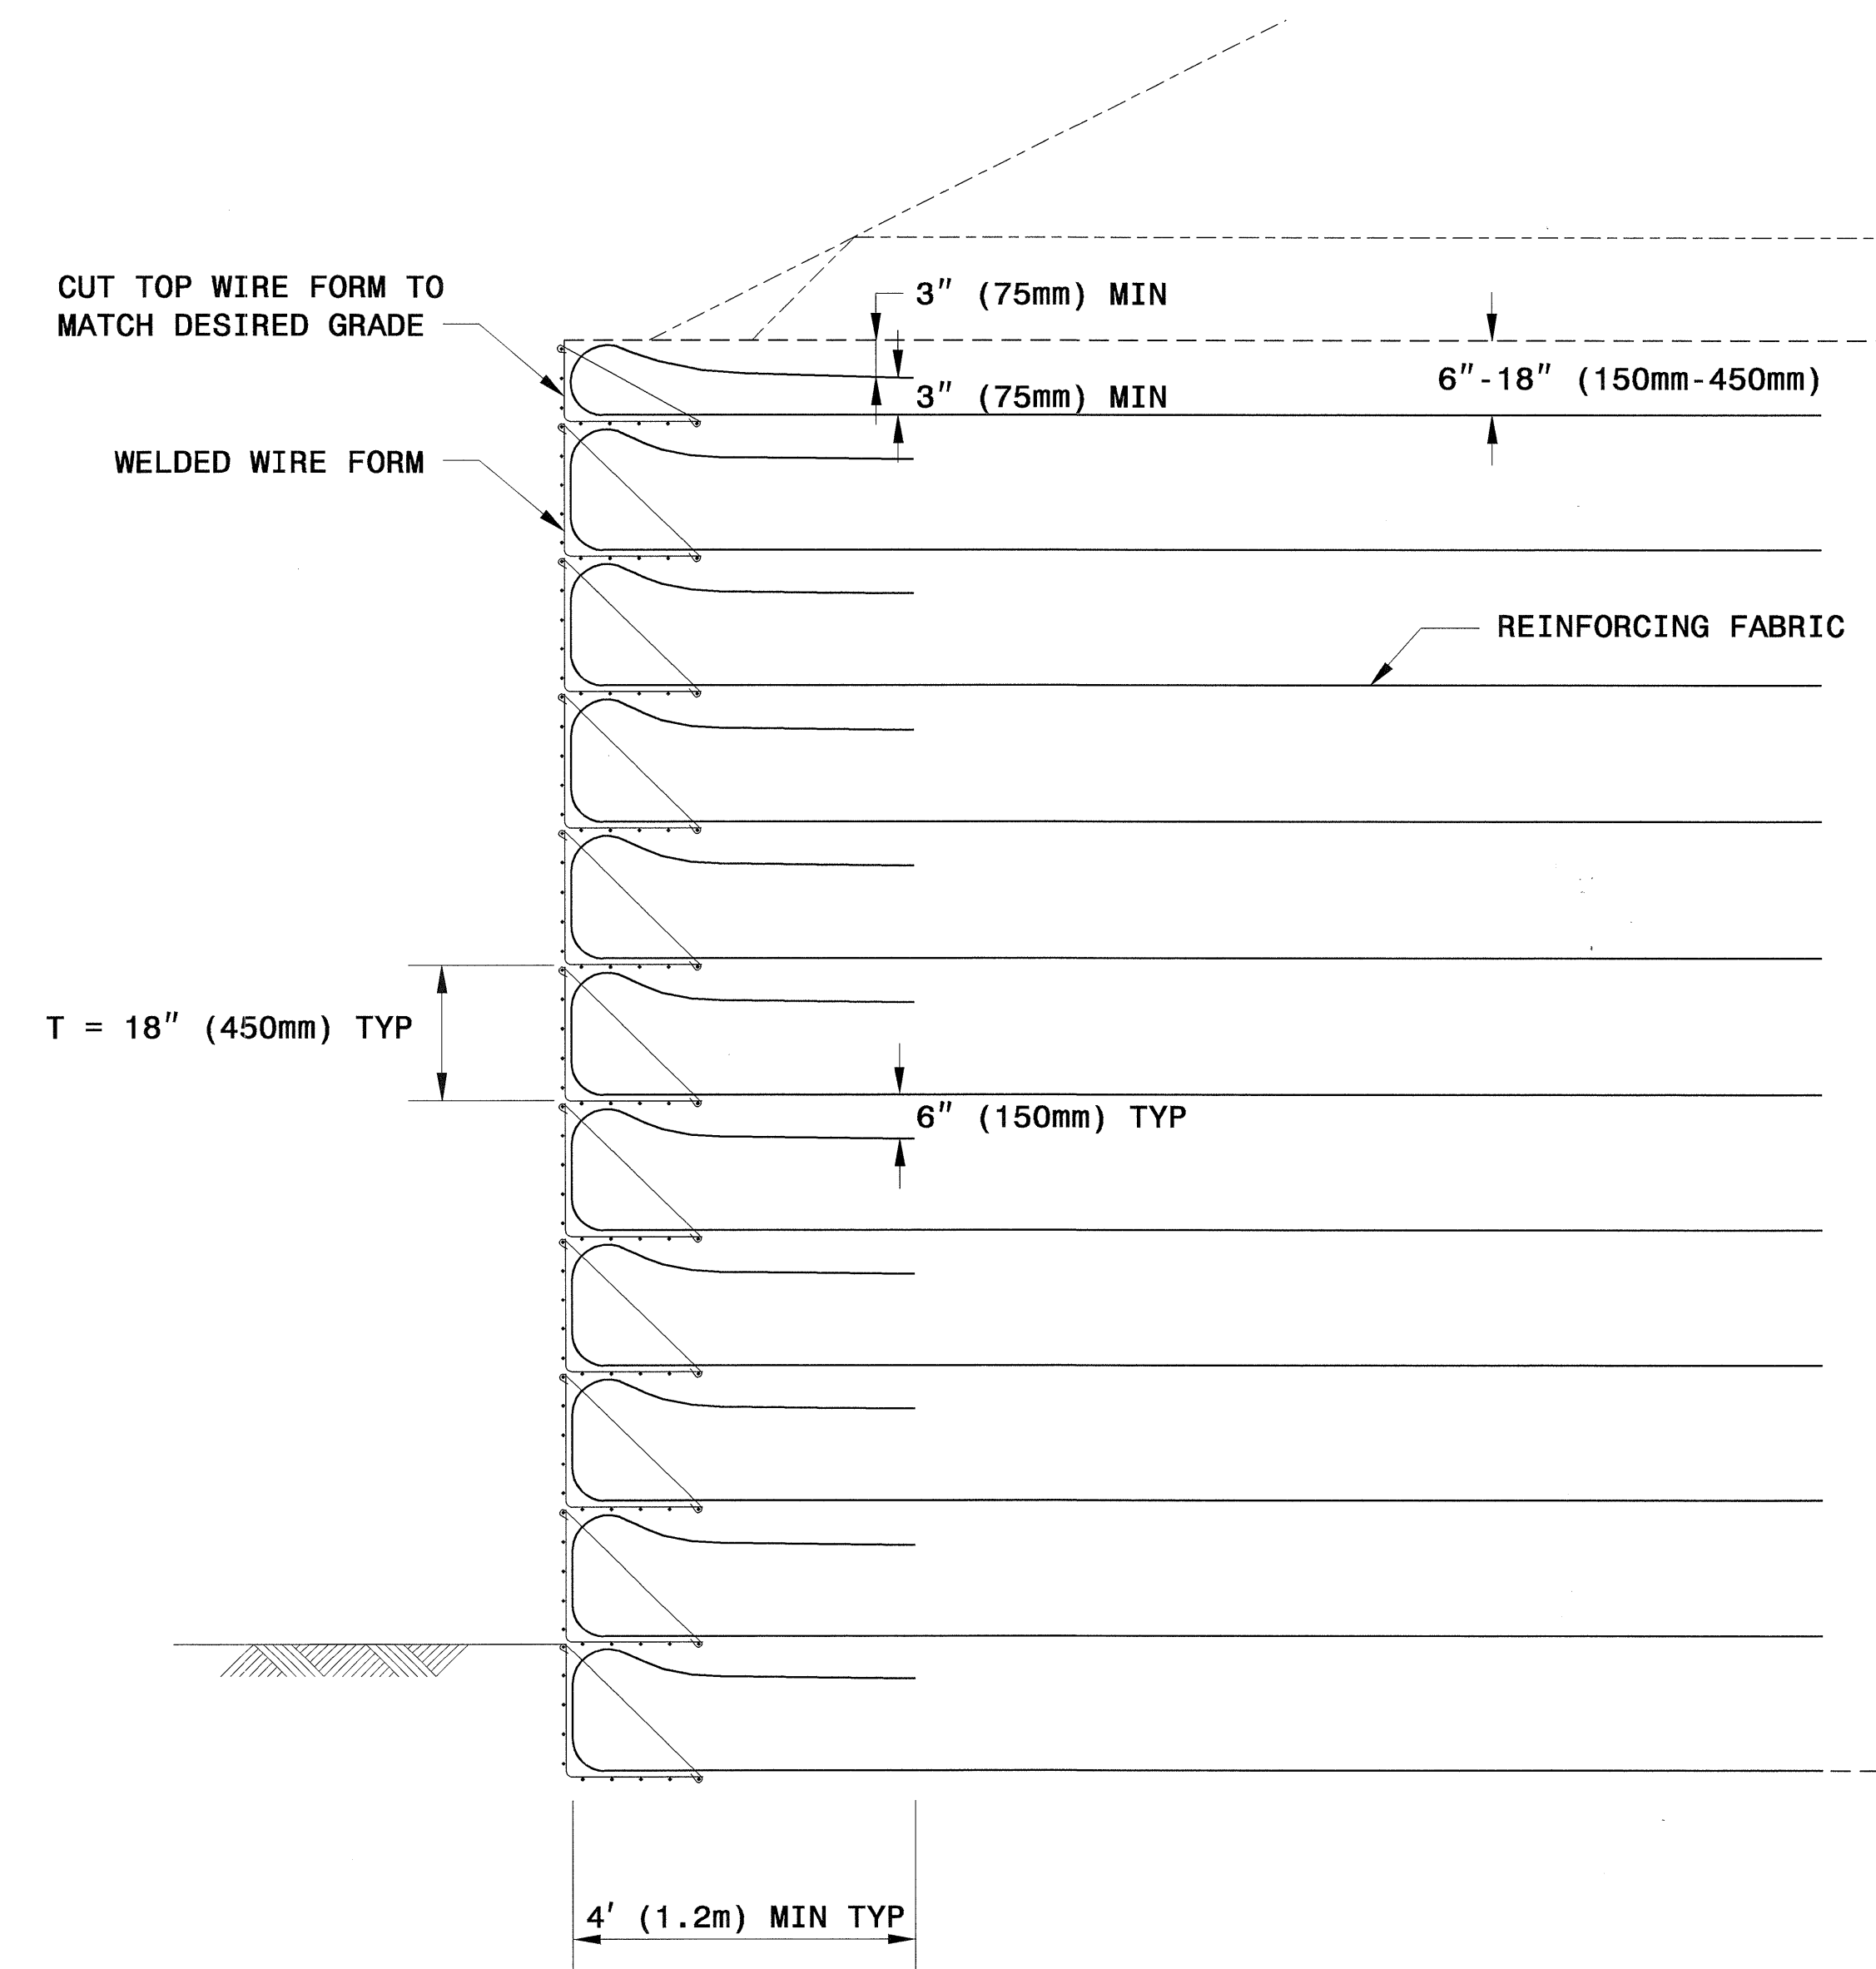 CUT TOP WIRE FORM TO
MATCH DESIRED GRADE
3" (75mm) MIN
6"-18" (150mm-450mm)
3" (75mm) MIN
WELDED WIRE FORM
REINFORCING FABRIC
T = 18" (450mm) TYP
6" (150mm) TYP
4' (1.2m) MIN TYP